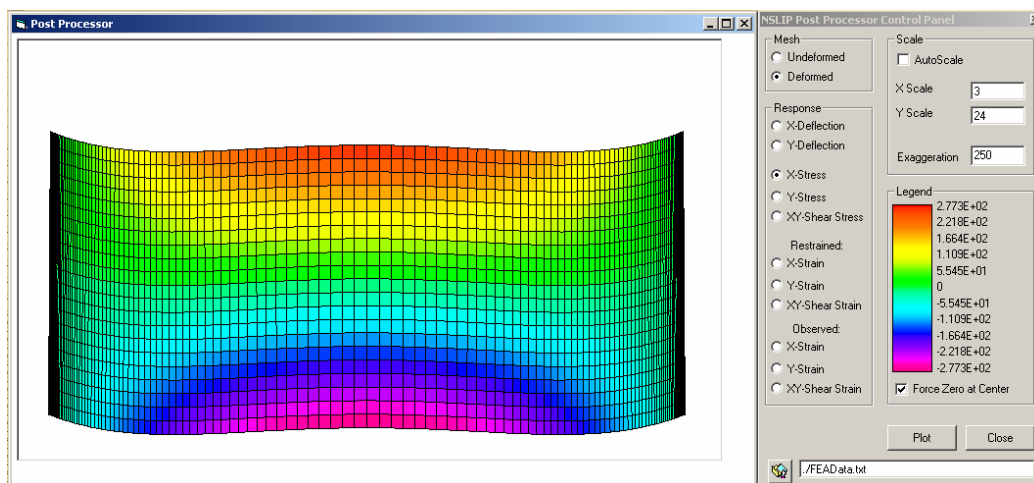 Post Processor
NSLIP Post Processor Control Panel
Mesh
Undeformed
Deformed
Response
X-Deflection
Y-Deflection
X-Stress
Y-Stress
XY-Shear Stress
Restrained:
X-Strain
Y-Strain
XY-Shear Strain
Observed:
X-Strain
Y-Strain
XY-Shear Strain
Scale
AutoScale
X Scale 3
Y Scale 24
Exaggeration 250
Legend
2.773E+02
2.218E+02
1.664E+02
1.109E+02
5.545E+01
0
-5.545E+01
-1.109E+02
-1.664E+02
-2.218E+02
-2.773E+02
Force Zero at Center
Plot Close
./FEAData.txt